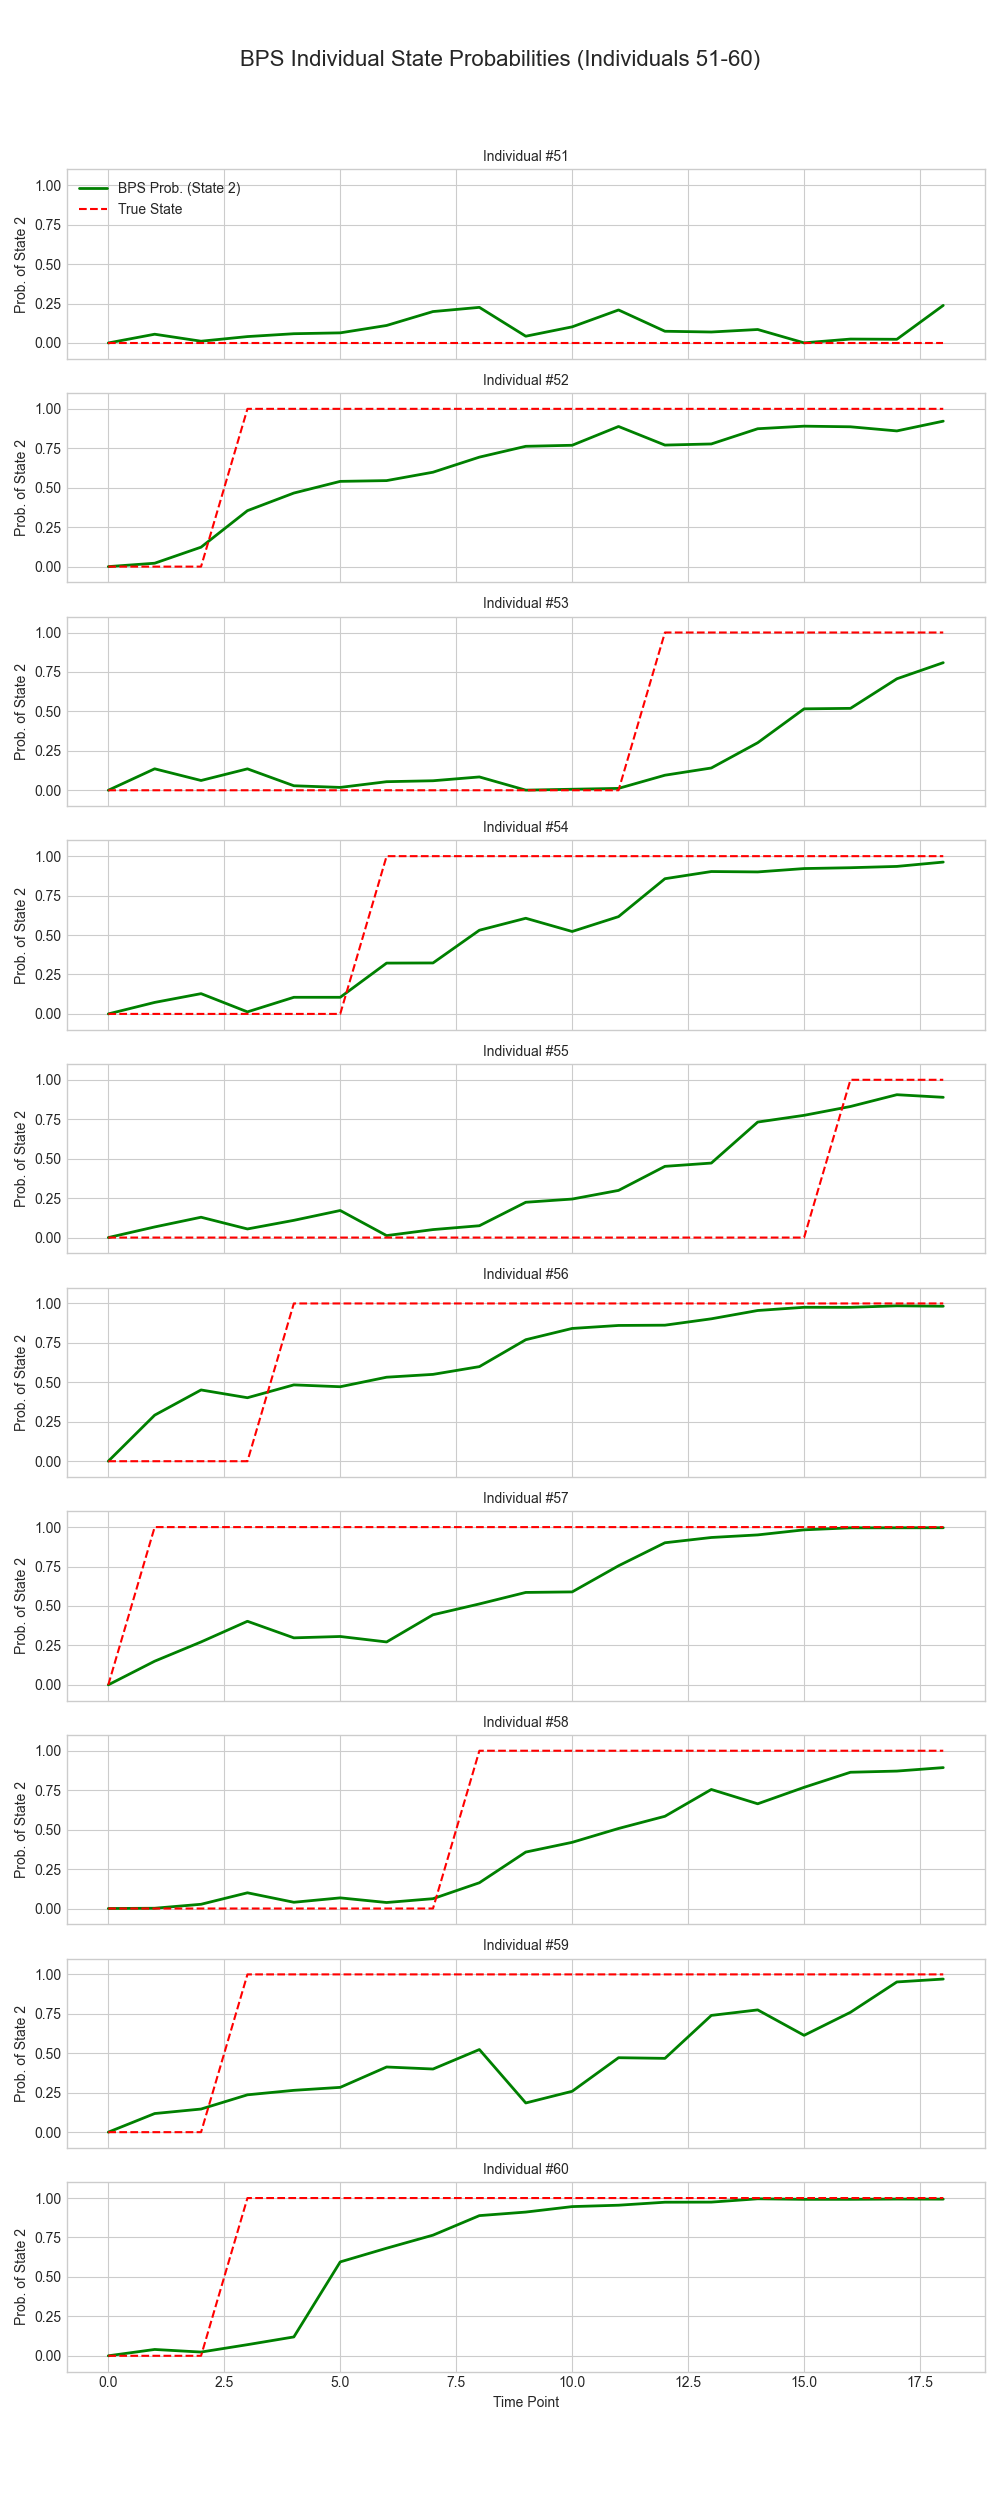 BPS Individual State Probabilities (Individuals 51-60)
Individual #51
BPS Prob. (State 2)
True State
Prob. of State 2
1.00
0.75
0.50
0.25
0.00
Individual #52
Prob. of State 2
1.00
0.75
0.50
0.25
0.00
Individual #53
Prob. of State 2
1.00
0.75
0.50
0.25
0.00
Individual #54
Prob. of State 2
1.00
0.75
0.50
0.25
0.00
Individual #55
Prob. of State 2
1.00
0.75
0.50
0.25
0.00
Individual #56
Prob. of State 2
1.00
0.75
0.50
0.25
0.00
Individual #57
Prob. of State 2
1.00
0.75
0.50
0.25
0.00
Individual #58
Prob. of State 2
1.00
0.75
0.50
0.25
0.00
Individual #59
Prob. of State 2
1.00
0.75
0.50
0.25
0.00
Individual #60
Prob. of State 2
1.00
0.75
0.50
0.25
0.00
0.0 2.5 5.0 7.5 10.0 12.5 15.0 17.5
Time Point